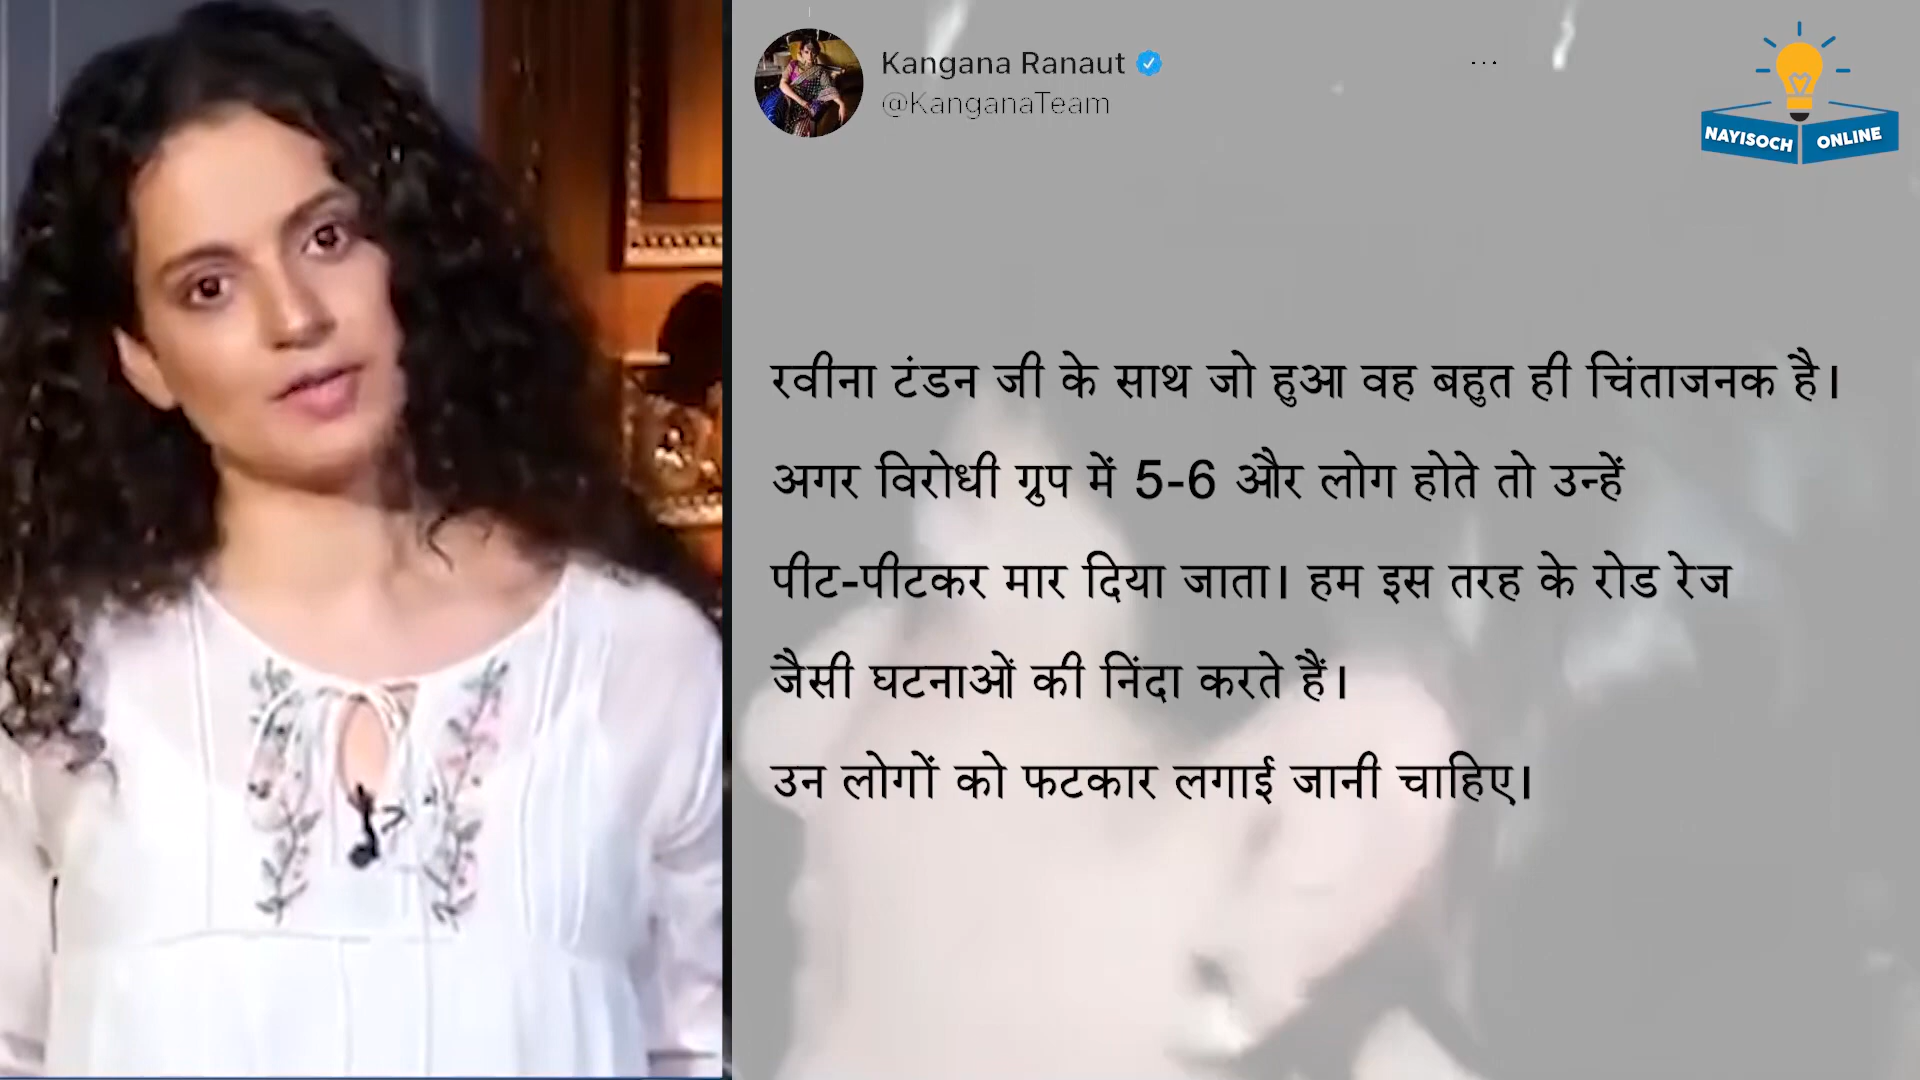 Kangana Ranaut
@KanganaTeam
...
NAYISOCH ONLINE
रवीना टंडन जी के साथ जो हुआ वह बहुत ही चिंताजनक है।
अगर विरोधी ग्रुप में 5-6 और लोग होते तो उन्हें
पीट-पीटकर मार दिया जाता। हम इस तरह के रोड रेज
जैसी घटनाओं की निंदा करते हैं।
उन लोगों को फटकार लगाई जानी चाहिए।